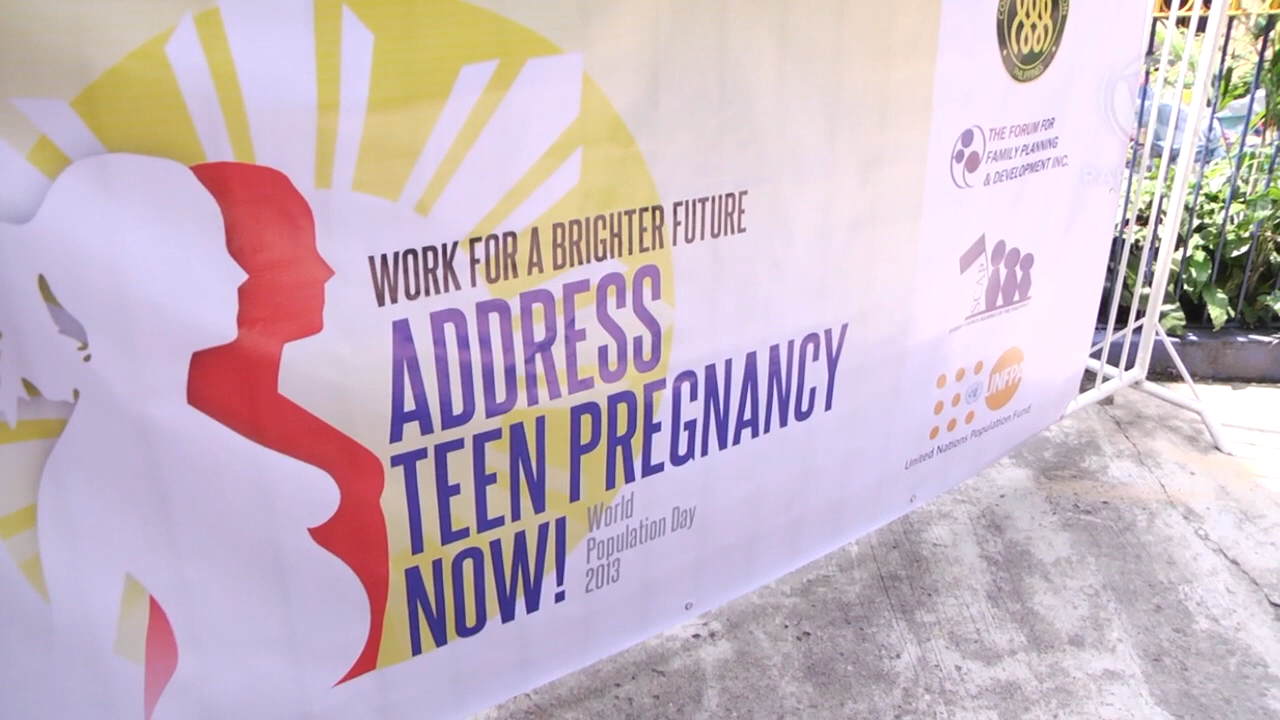 WORK FOR A BRIGHTER FUTURE
ADDRESS
TEEN PREGNANCY
NOW!
World
Population Day
2013
PHILIPPINES
THE FORUM FOR
FAMILY PLANNING
& DEVELOPMENT INC.
UNFPA
United Nations Population Fund